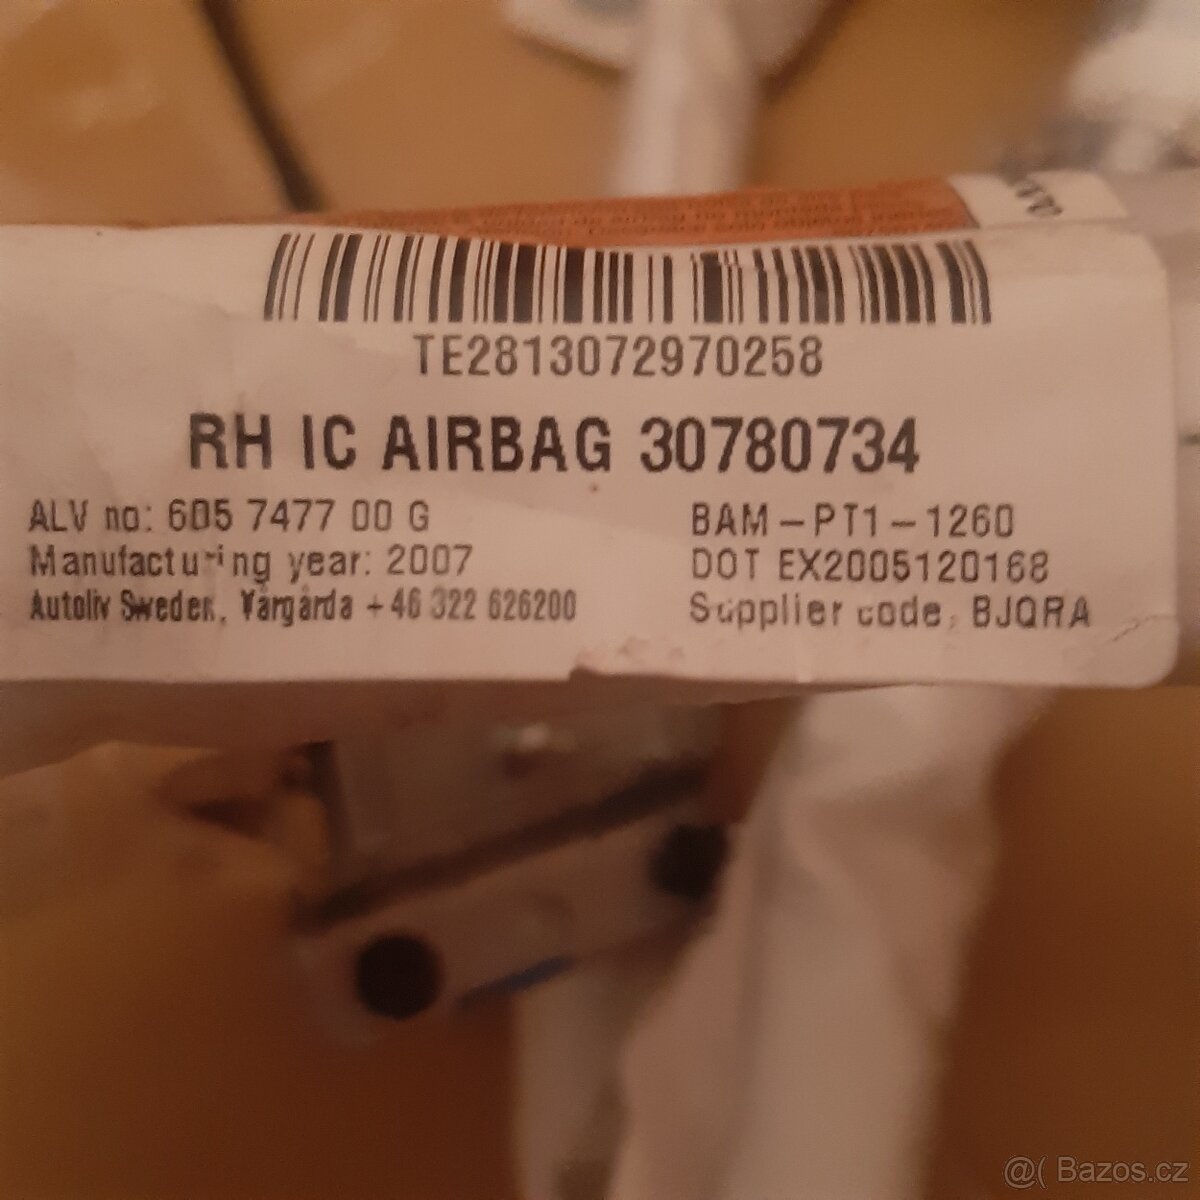 TE2813072970258
RH IC AIRBAG 30780734
ALV no: 605 7477 00 G
Manufacturing year: 2007
Autoliv Sweden, Vårgårda +46 322 626200
BAM-PT1-1260
DOT EX2005120168
Supplier code, BJQRA
@( Bazos.cz